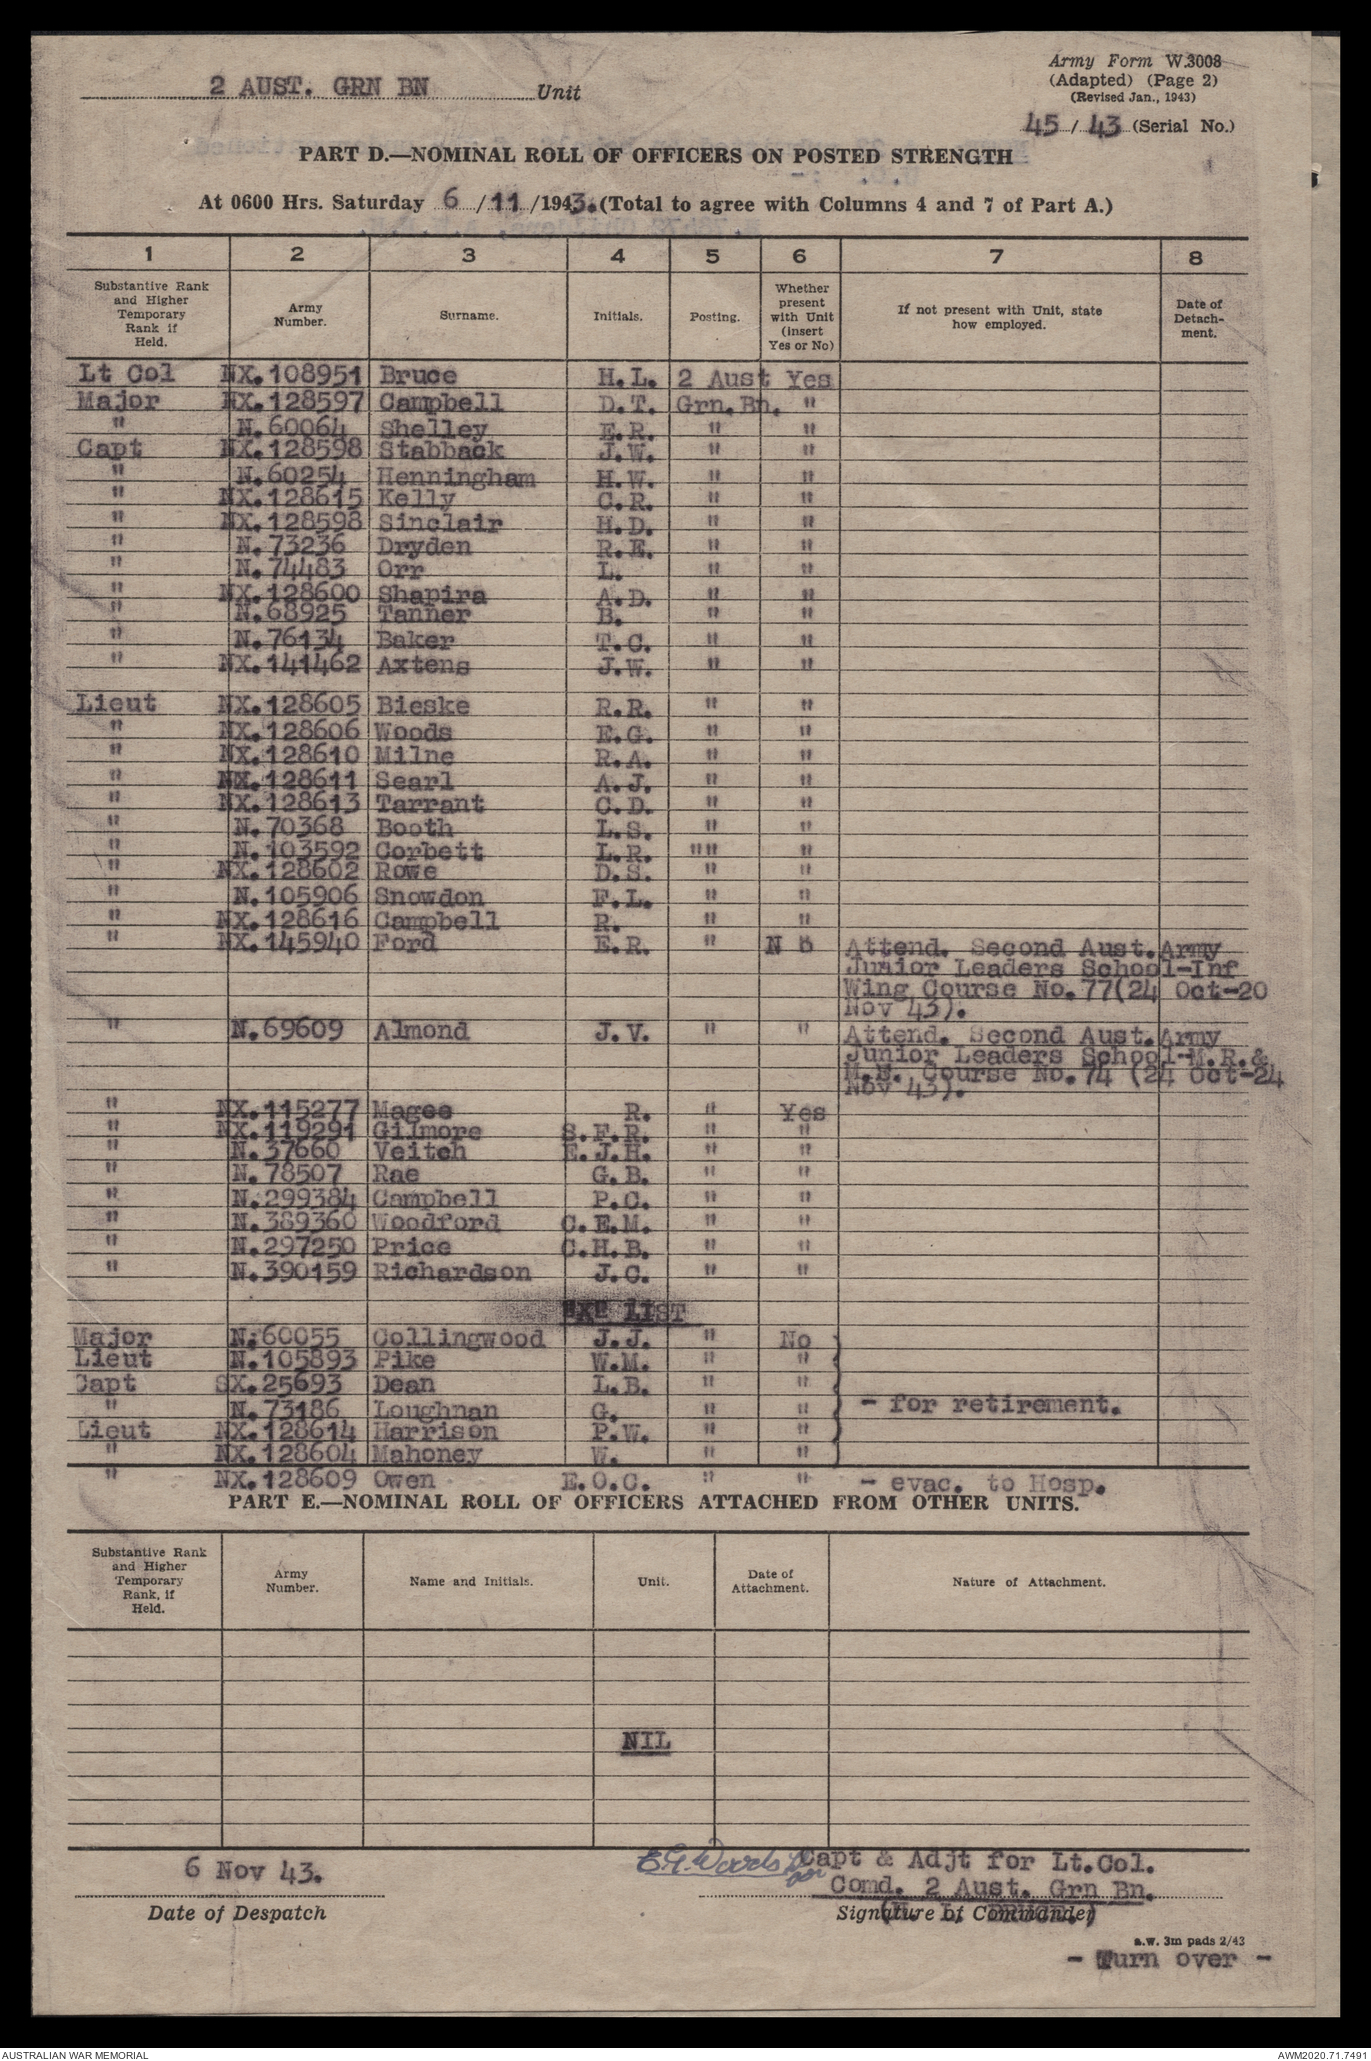 Army Form W.3008
(Adapted) (Page 2)
(Revised Jan., 1943)
2 AUST. GRN BN Unit
45 / 43 (Serial No.)
PART D.—NOMINAL ROLL OF OFFICERS ON POSTED STRENGTH
At 0600 Hrs. Saturday 6 / 11 /1943. (Total to agree with Columns 4 and 7 of Part A.)
1 2 3 4 5 6 7 8
Substantive Rank and Higher Temporary Rank if Held. Army Number. Surname. Initials. Posting. Whether present with Unit (insert Yes or No) If not present with Unit, state how employed. Date of Detach-ment.
Lt Col NX.108951 Bruce H.L. 2 Aust Yes
Major NX.128597 Campbell D.T. Grn.Bn. "
" N.60064 Shelley E.R. " "
Capt NX.128598 Stabback J.W. " "
" N.60254 Henningham H.W. " "
" NX.128615 Kelly C.R. " "
" NX.128598 Sinclair H.D. " "
" N.73236 Dryden R.E. " "
" N.74483 Orr L. " "
" NX.128600 Shapira A.D. " "
" N.68925 Tanner B. " "
" N.76134 Baker T.C. " "
" NX.141462 Axtens J.W. " "
Lieut NX.128605 Bieske R.R. " "
" NX.128606 Woods E.G. " "
" NX.128610 Milne R.A. " "
" NX.128611 Searl A.J. " "
" NX.128613 Tarrant C.D. " "
" N.70368 Booth L.S. " "
" N.103592 Corbett L.R. "" "
" NX.128602 Rowe D.S. " "
" N.105906 Snowdon F.L. " "
" NX.128616 Campbell R. " "
" NX.145940 Ford E.R. " N o Attend. Second Aust.Army
Junior Leaders School-Inf
Wing Course No.77(24 Oct-20
Nov 43).
" N.69609 Almond J.V. " " Attend. Second Aust.Army
Junior Leaders School-M.R.&
Course No.74 (24 Oct-24
Nov 43).
" NX.115277 Magee R. " Yes
" NX.119291 Gilmore S.F.R. " "
" N.37660 Veitch E.J.H. " "
" N.78507 Rae G.B. " "
" N.299384 Campbell P.C. " "
" N.389360 Woodford C.E.M. " "
" N.297250 Price C.H.B. " "
" N.390159 Richardson J.C. " "
"X" LIST
Major N.60055 Collingwood J.J. " No
Lieut N.105893 Pike W.M. " "
Capt SX.25693 Dean L.B. " "
" N.73186 Loughnan G. " " - for retirement.
Lieut NX.128614 Harrison P.W. " "
" NX.128604 Mahoney W. " "
" NX.128609 Owen E.O.C. " " - evac. to Hosp.
PART E.—NOMINAL ROLL OF OFFICERS ATTACHED FROM OTHER UNITS.
Substantive Rank and Higher Temporary Rank, if Held. Army Number. Name and Initials. Unit. Date of Attachment. Nature of Attachment.
NIL
6 Nov 43. E.G.Woods Capt & Adjt for Lt.Col.
for Comd. 2 Aust. Grn Bn.
Date of Despatch Signature of Commander
a.w. 3m pads 2/43
- Turn over -
AUSTRALIAN WAR MEMORIAL AWM2020.71.7491